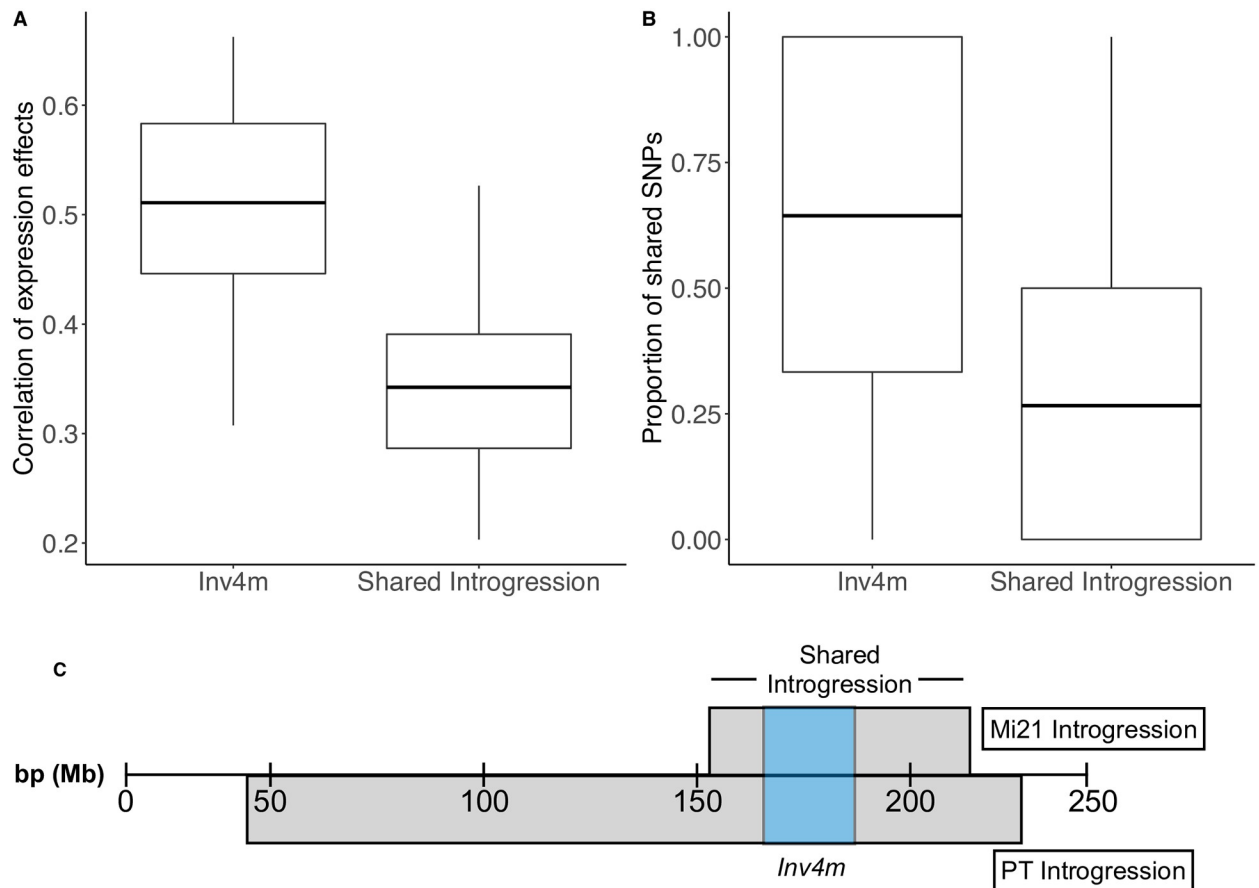 A
Correlation of expression effects
0.6
0.5
0.4
0.3
0.2
Inv4m
Shared Introgression
B
Proportion of shared SNPs
1.00
0.75
0.50
0.25
0.00
Inv4m
Shared Introgression
C
Shared
Introgression
Mi21 Introgression
bp (Mb)
0
50
100
150
200
250
Inv4m
PT Introgression